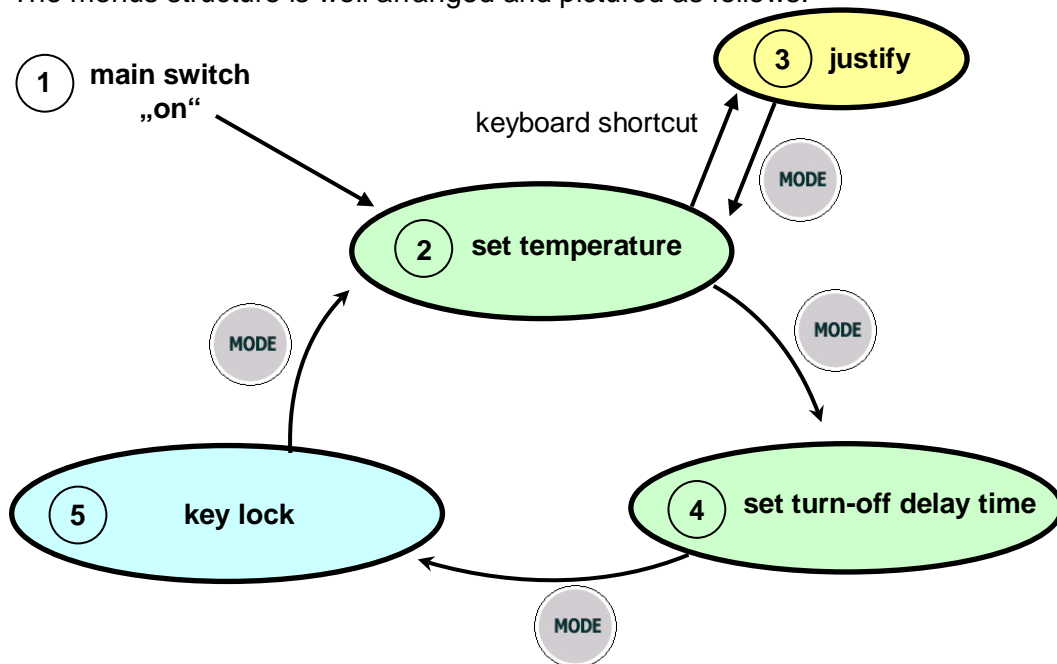 The menus structure is well arranged and pictured as follows:
1
main switch
„on“
3
justify
keyboard shortcut
MODE
2
set temperature
MODE
MODE
5
key lock
4
set turn-off delay time
MODE